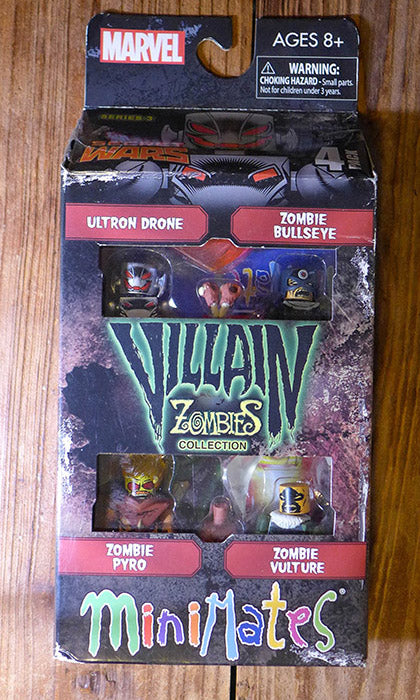 MARVEL
AGES 8+
WARNING:
CHOKING HAZARD - Small parts.
Not for children under 3 years.
SERIES 3
WARS
4 PACK
ULTRON DRONE
ZOMBIE
BULLSEYE
VILLAIN
ZOMBIES
COLLECTION
ZOMBIE
PYRO
ZOMBIE
VULTURE
MiniMates®